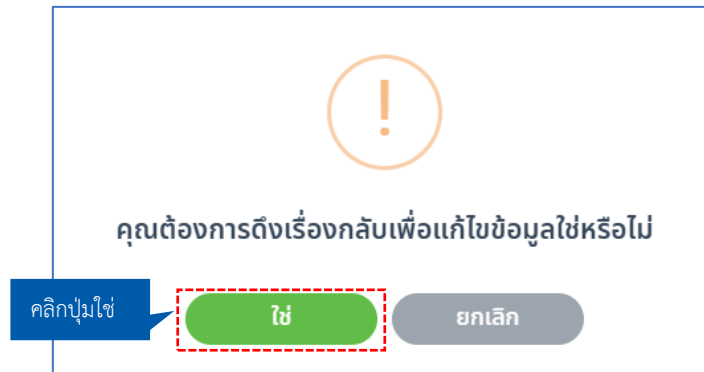 !
คุณต้องการดึงเรื่องกลับเพื่อแก้ไขข้อมูลใช่หรือไม่
คลิกปุ่มใช่
ใช่
ยกเลิก